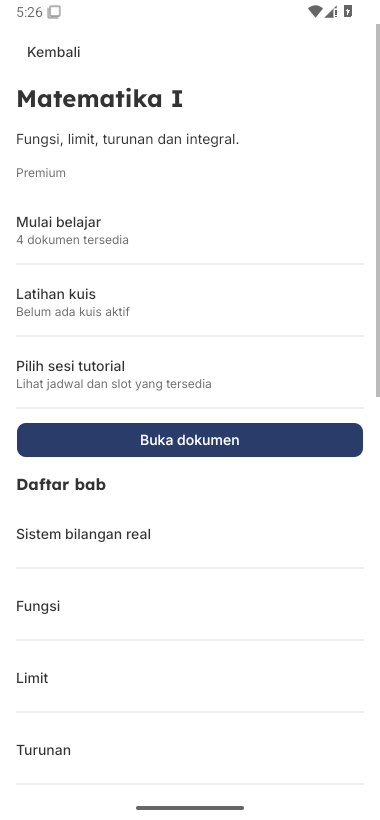 5:26
Kembali
Matematika I
Fungsi, limit, turunan dan integral.
Premium
Mulai belajar
4 dokumen tersedia
Latihan kuis
Belum ada kuis aktif
Pilih sesi tutorial
Lihat jadwal dan slot yang tersedia
Buka dokumen
Daftar bab
Sistem bilangan real
Fungsi
Limit
Turunan